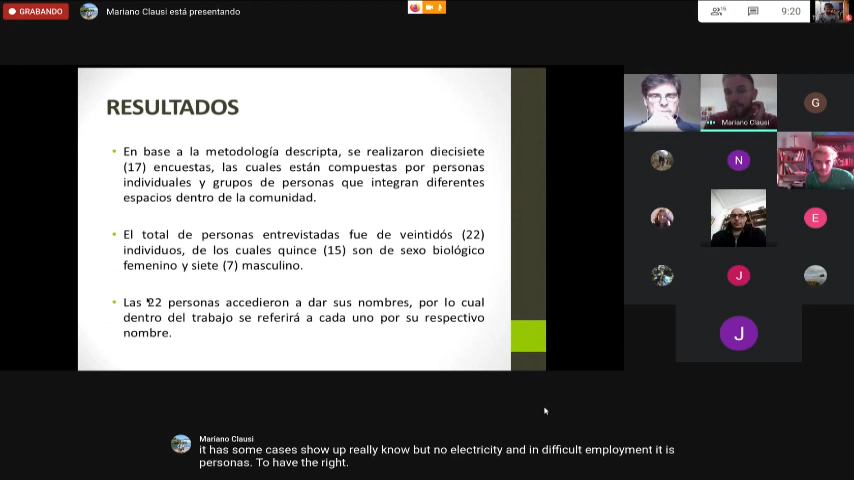 GRABANDO
Mariano Clausi está presentando
16
9:20
RESULTADOS
• En base a la metodología descripta, se realizaron diecisiete
(17) encuestas, las cuales están compuestas por personas
individuales y grupos de personas que integran diferentes
espacios dentro de la comunidad.
• El total de personas entrevistadas fue de veintidós (22)
individuos, de los cuales quince (15) son de sexo biológico
femenino y siete (7) masculino.
• Las 22 personas accedieron a dar sus nombres, por lo cual
dentro del trabajo se referirá a cada uno por su respectivo
nombre.
Mariano Clausi
G
N
E
J
J
Mariano Clausi
it has some cases show up really know but no electricity and in difficult employment it is
personas. To have the right.